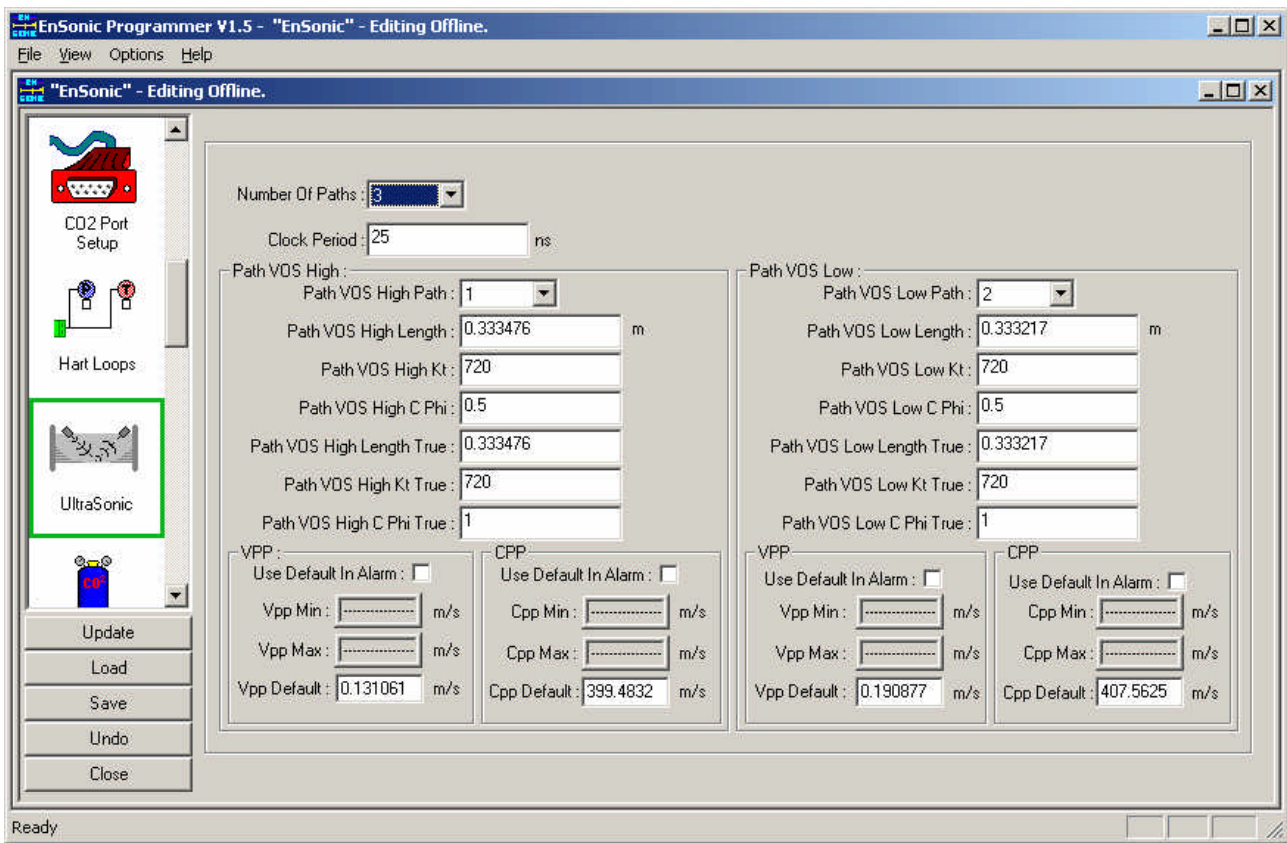 EnSonic Programmer V1.5 - "EnSonic" - Editing Offline.
File View Options Help
"EnSonic" - Editing Offline.
CO2 Port
Setup
P T
Hart Loops
UltraSonic
CO²
Update
Load
Save
Undo
Close
Number Of Paths : 3
Clock Period : 25 ns
Path VOS High :
Path VOS High Path : 1
Path VOS High Length : 0.333476 m
Path VOS High Kt : 720
Path VOS High C Phi : 0.5
Path VOS High Length True : 0.333476
Path VOS High Kt True : 720
Path VOS High C Phi True : 1
VPP :
Use Default In Alarm :
Vpp Min : --------------- m/s
Vpp Max : --------------- m/s
Vpp Default : 0.131061 m/s
CPP
Use Default In Alarm :
Cpp Min : --------------- m/s
Cpp Max : --------------- m/s
Cpp Default : 399.4832 m/s
Path VOS Low :
Path VOS Low Path : 2
Path VOS Low Length : 0.333217 m
Path VOS Low Kt : 720
Path VOS Low C Phi : 0.5
Path VOS Low Length True : 0.333217
Path VOS Low Kt True : 720
Path VOS Low C Phi True : 1
VPP
Use Default In Alarm :
Vpp Min : --------------- m/s
Vpp Max : --------------- m/s
Vpp Default : 0.190877 m/s
CPP
Use Default In Alarm :
Cpp Min : --------------- m/s
Cpp Max : --------------- m/s
Cpp Default : 407.5625 m/s
Ready